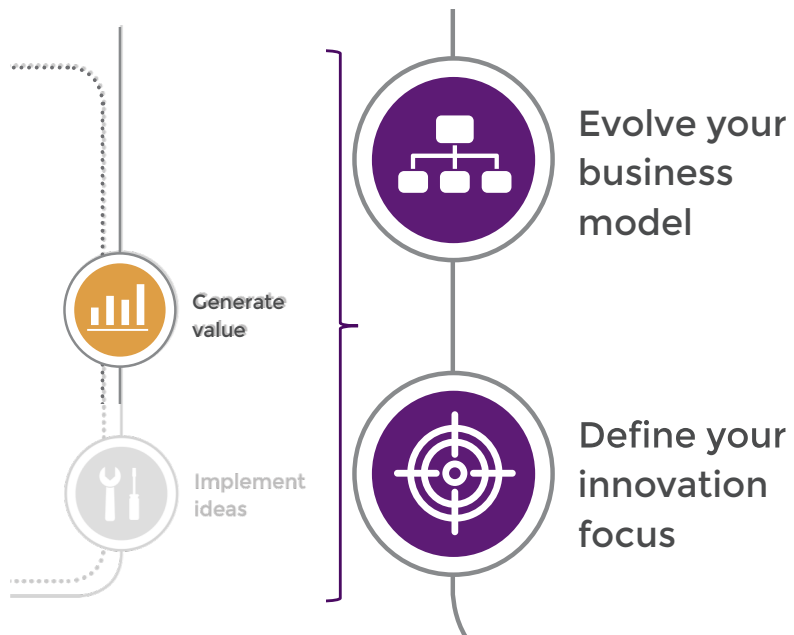 Generate
value
Implement
ideas
Evolve your
business
model
Define your
innovation
focus